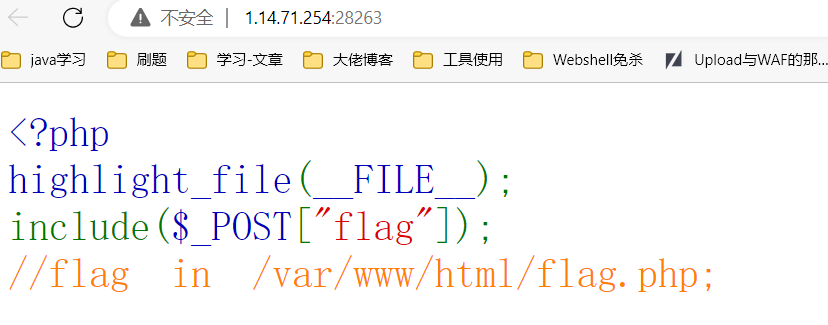 不安全 | 1.14.71.254:28263
java学习 刷题 学习-文章 大佬博客 工具使用 Webshell免杀 Upload与WAF的那...
<?php
highlight_file(__FILE__);
include($_POST["flag"]);
//flag in /var/www/html/flag.php;